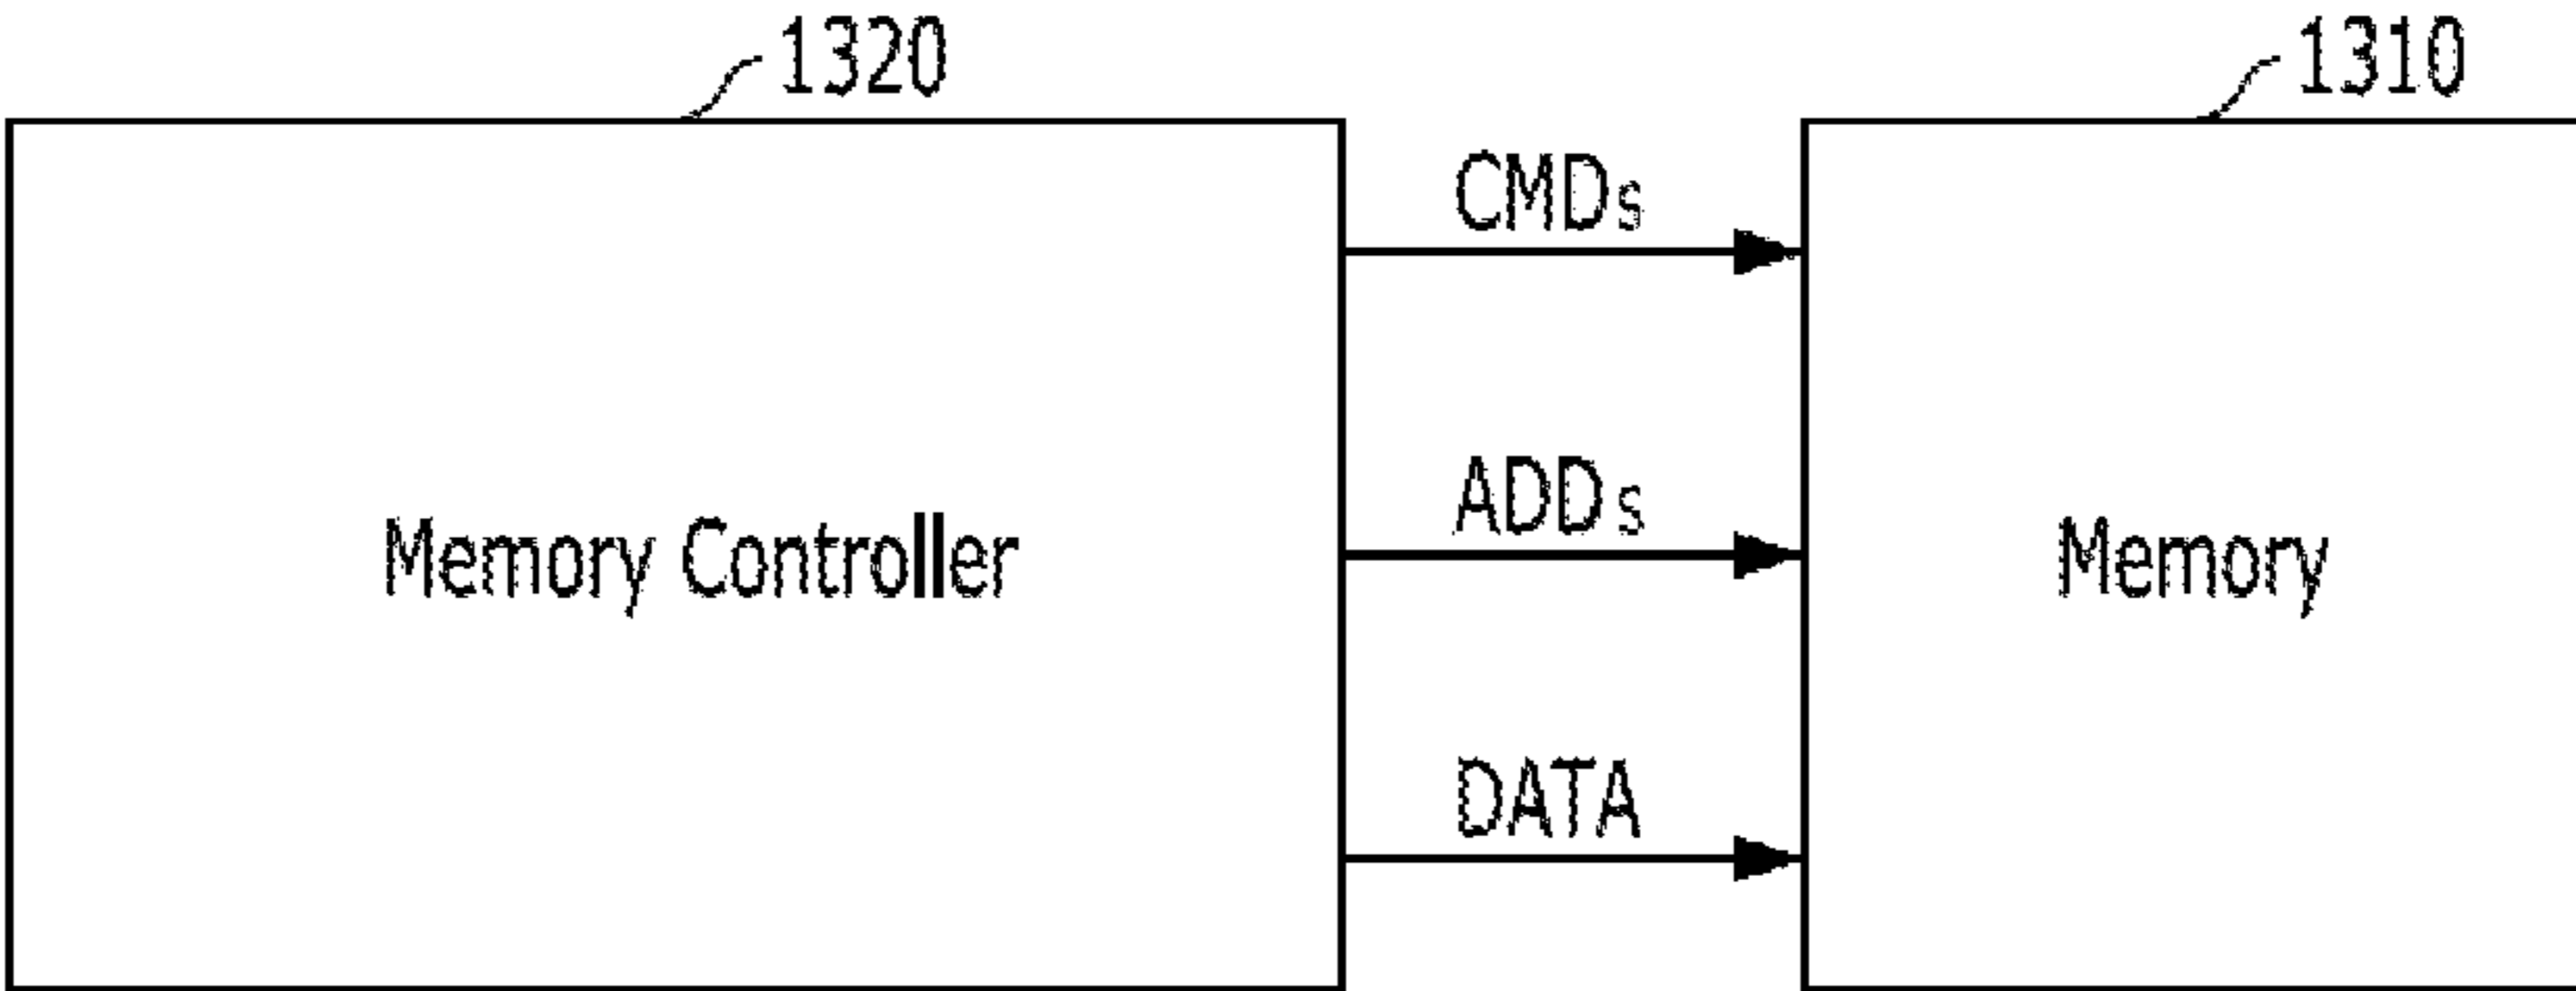 1320
1310
CMDs
ADDs
Memory Controller
Memory
DATA